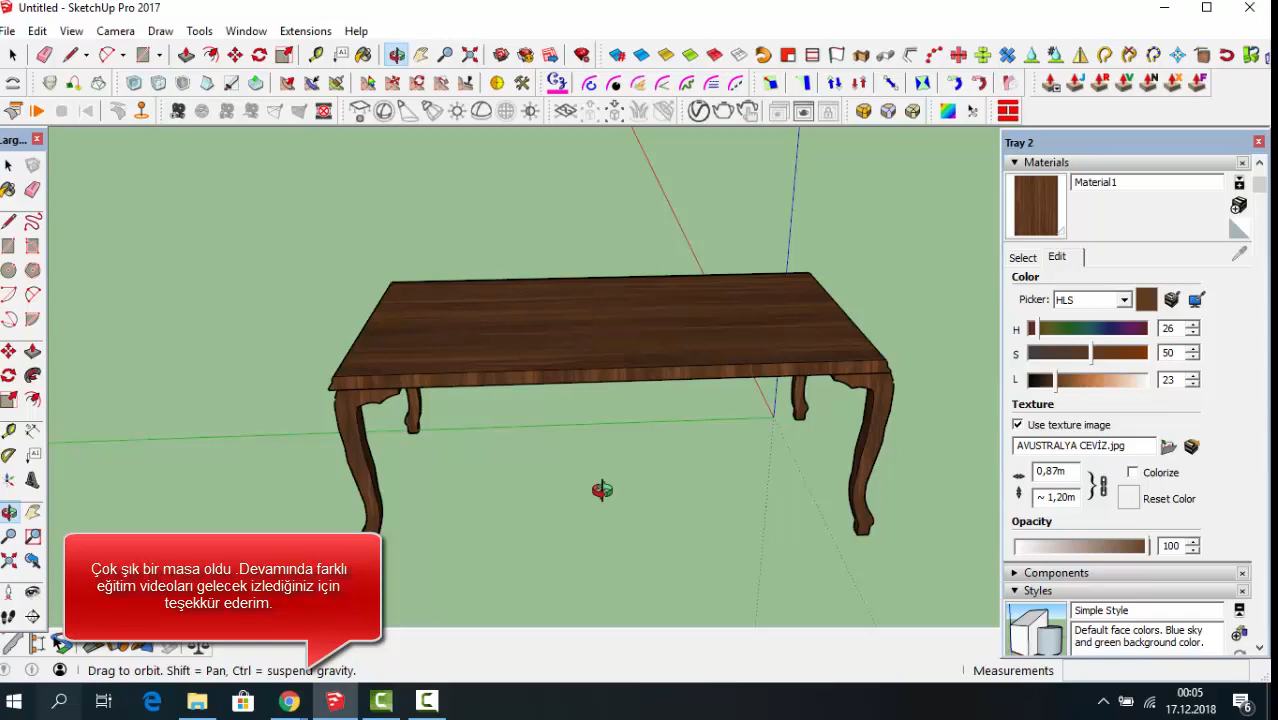 Untitled - SketchUp Pro 2017
File Edit View Camera Draw Tools Window Extensions Help
Larg...
Tray 2
Materials
Material1
Select Edit
Color
Picker: HLS
H 26
S 50
L 23
Texture
Use texture image
AVUSTRALYA CEVİZ.jpg
0,87m
Colorize
~ 1,20m
Reset Color
Opacity
100
Components
Styles
Simple Style
Default face colors. Blue sky
and green background color.
Çok şık bir masa oldu .Devamında farklı
eğitim videoları gelecek izlediğiniz için
teşekkür ederim.
Drag to orbit. Shift = Pan, Ctrl = suspend gravity.
Measurements
00:05
17.12.2018
6